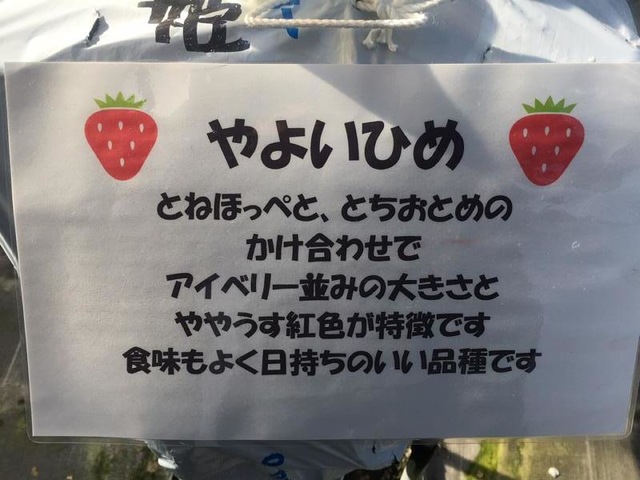 姫
やよいひめ
とねほっぺと、とちおとめの
かけ合わせで
アイベリー並みの大きさと
ややうす紅色が特徴です
食味もよく日持ちのいい品種です